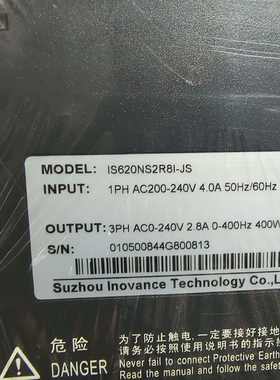 MODEL: IS620NS2R8I-JS
INPUT: 1PH AC200-240V 4.0A 50Hz/60Hz
OUTPUT: 3PH AC0-240V 2.8A 0-400Hz 400W
S/N: 010500844G800813
Suzhou Inovance Technology Co.,L
危险 为了防止触电,一定要接好接地
请务必按照使用说明书的指示操
DANGER Never fail to connect Protective Earth
Read the manual and follow the